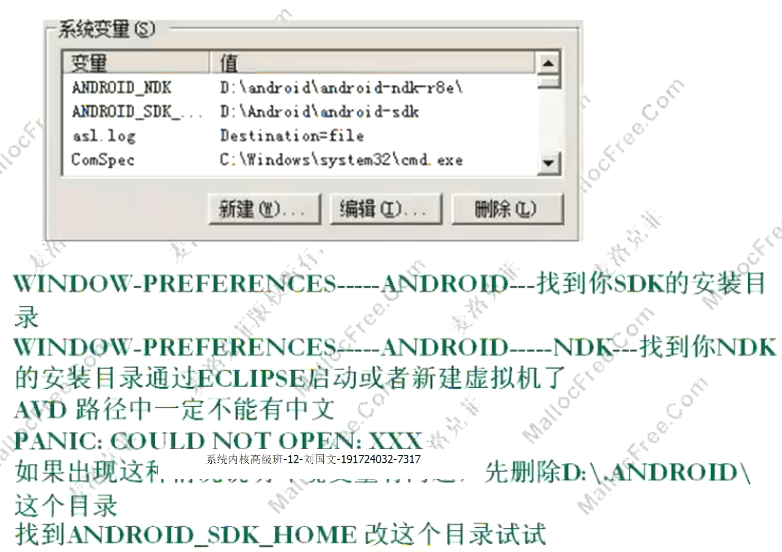 系统变量(S)
变量 值
ANDROID_NDK D:\android\android-ndk-r8e\
ANDROID_SDK_... D:\Android\android-sdk
asl.log Destination=file
ComSpec C:\Windows\system32\cmd.exe
新建(W)... 编辑(I)... 删除(L)
WINDOW-PREFERENCES-----ANDROID---找到你SDK的安装目
录
WINDOW-PREFERENCES-----ANDROID-----NDK---找到你NDK
的安装目录通过ECLIPSE启动或者新建虚拟机了
AVD 路径中一定不能有中文
PANIC: COULD NOT OPEN: XXX
系统内核高级班-12-刘国文-191724032-7317
如果出现这种 先删除D:\.ANDROID\
这个目录
找到ANDROID_SDK_HOME 改这个目录试试
麦洛克菲
MallocFree.Com